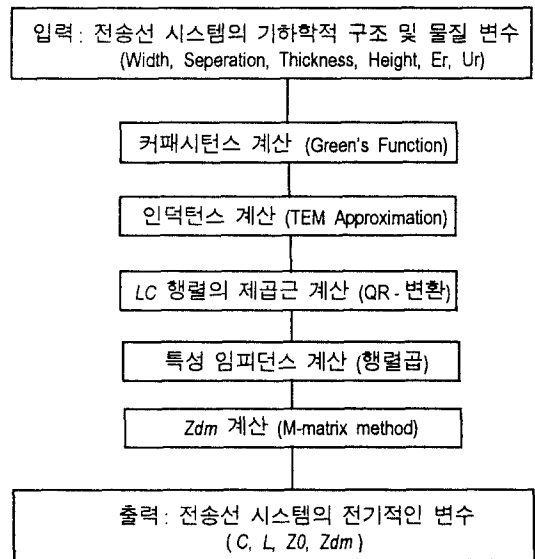 입력 : 전송선 시스템의 기하학적 구조 및 물질 변수
(Width, Seperation, Thickness, Height, Er, Ur)
커패시턴스 계산 (Green's Function)
인덕턴스 계산 (TEM Approximation)
LC 행렬의 제곱근 계산 (QR - 변환)
특성 임피던스 계산 (행렬곱)
Zdm 계산 (M-matrix method)
출력 : 전송선 시스템의 전기적인 변수
( C, L, Z0, Zdm )